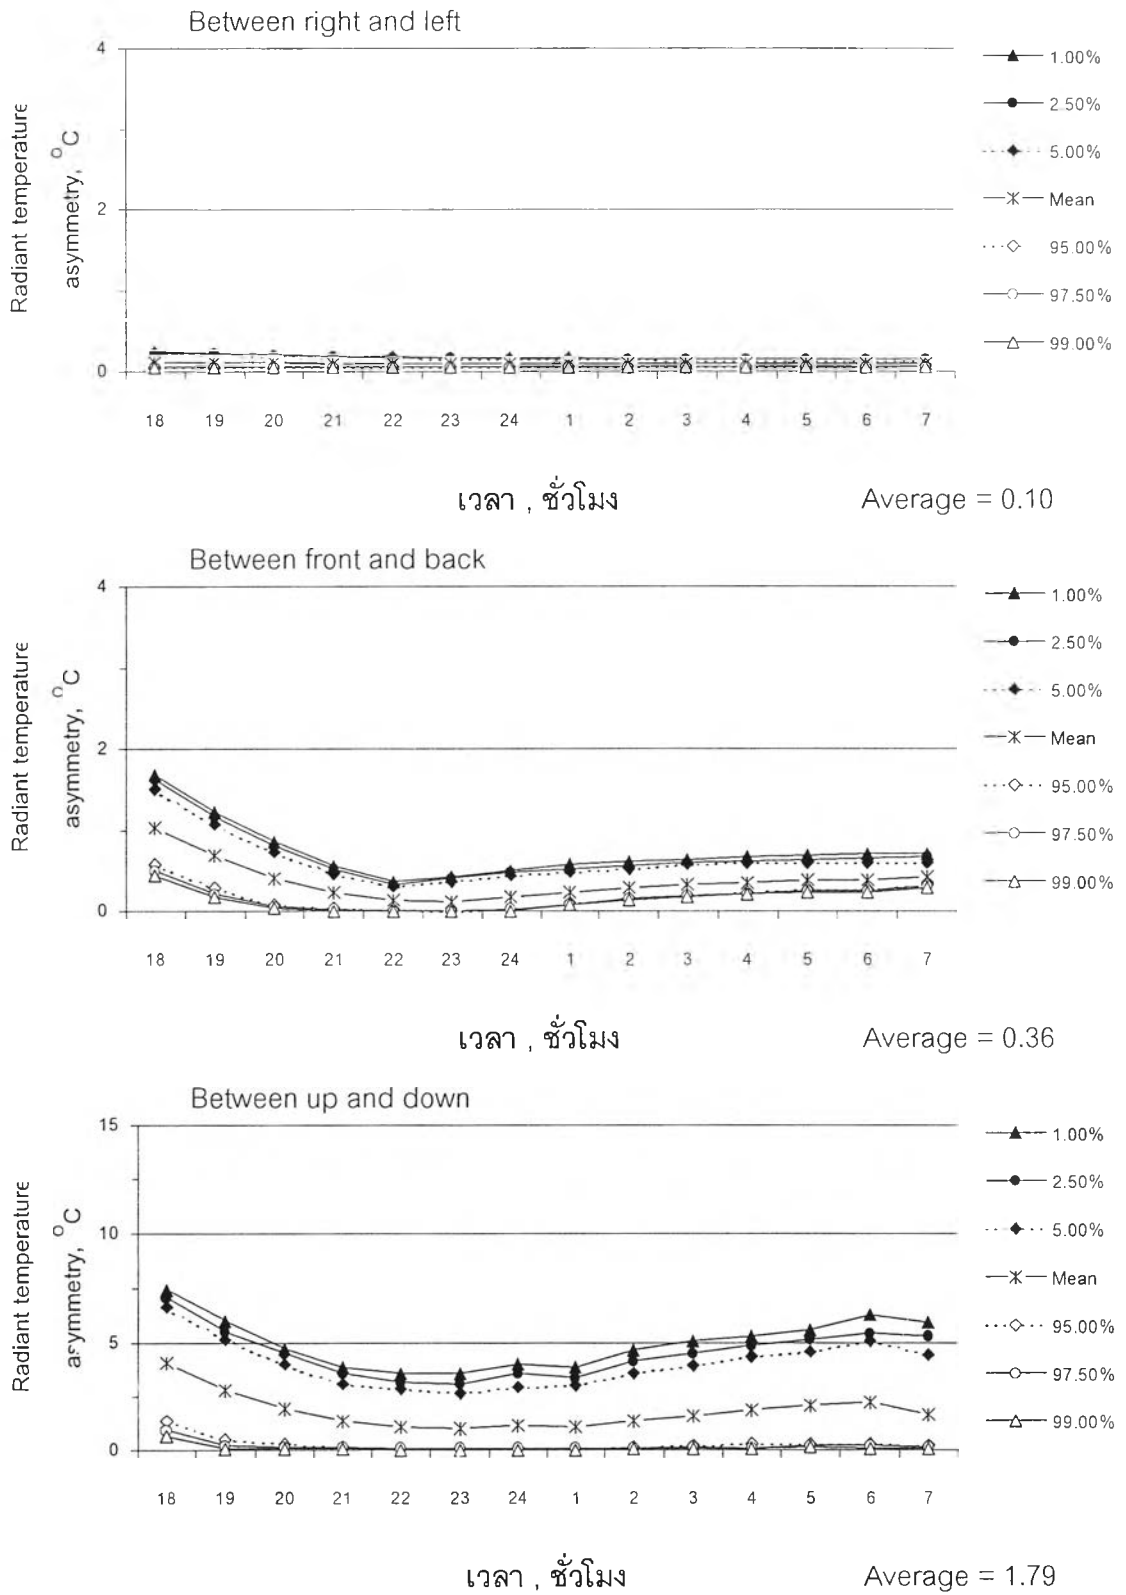 Between right and left
Radiant temperature
asymmetry, °C
4
2
0
18 19 20 21 22 23 24 1 2 3 4 5 6 7
1.00%
2.50%
5.00%
Mean
95.00%
97.50%
99.00%
เวลา , ชั่วโมง
Average = 0.10
Between front and back
Radiant temperature
asymmetry, °C
4
2
0
18 19 20 21 22 23 24 1 2 3 4 5 6 7
1.00%
2.50%
5.00%
Mean
95.00%
97.50%
99.00%
เวลา , ชั่วโมง
Average = 0.36
Between up and down
Radiant temperature
asymmetry, °C
15
10
5
0
18 19 20 21 22 23 24 1 2 3 4 5 6 7
1.00%
2.50%
5.00%
Mean
95.00%
97.50%
99.00%
เวลา , ชั่วโมง
Average = 1.79